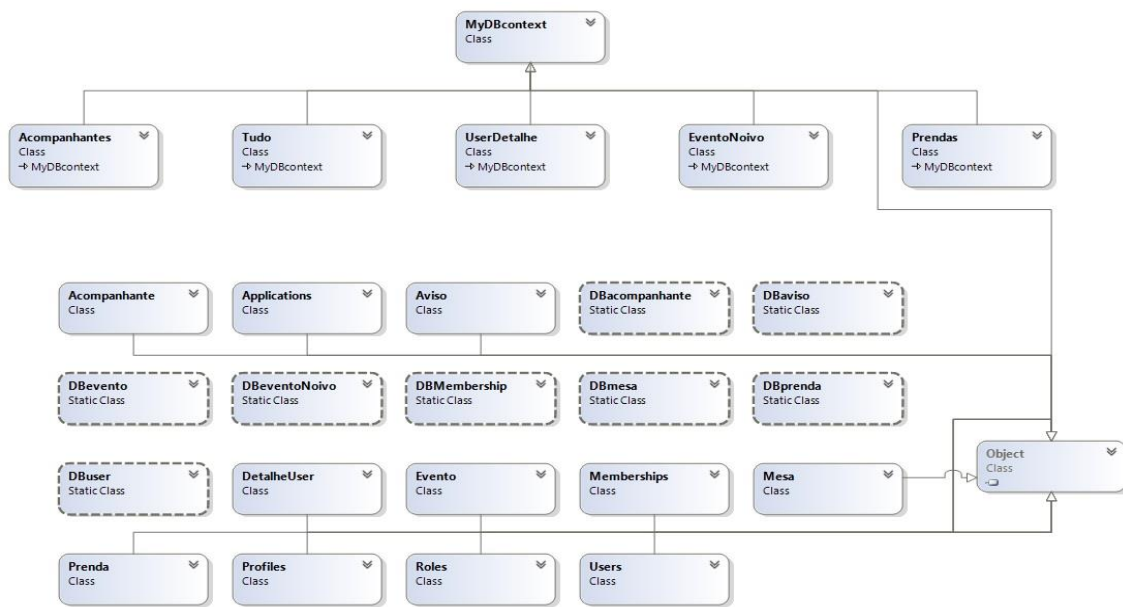 MyDBcontext
Class
Acompanhantes
Class
MyDBcontext
Tudo
Class
MyDBcontext
UserDetalhe
Class
MyDBcontext
EventoNoivo
Class
MyDBcontext
Prendas
Class
MyDBcontext
Acompanhante
Class
Applications
Class
Aviso
Class
DBacompanhante
Static Class
DBaviso
Static Class
DBevento
Static Class
DBeventoNoivo
Static Class
DBMembership
Static Class
DBmesa
Static Class
DBprenda
Static Class
Object
Class
DBuser
Static Class
DetalheUser
Class
Evento
Class
Memberships
Class
Mesa
Class
Prenda
Class
Profiles
Class
Roles
Class
Users
Class